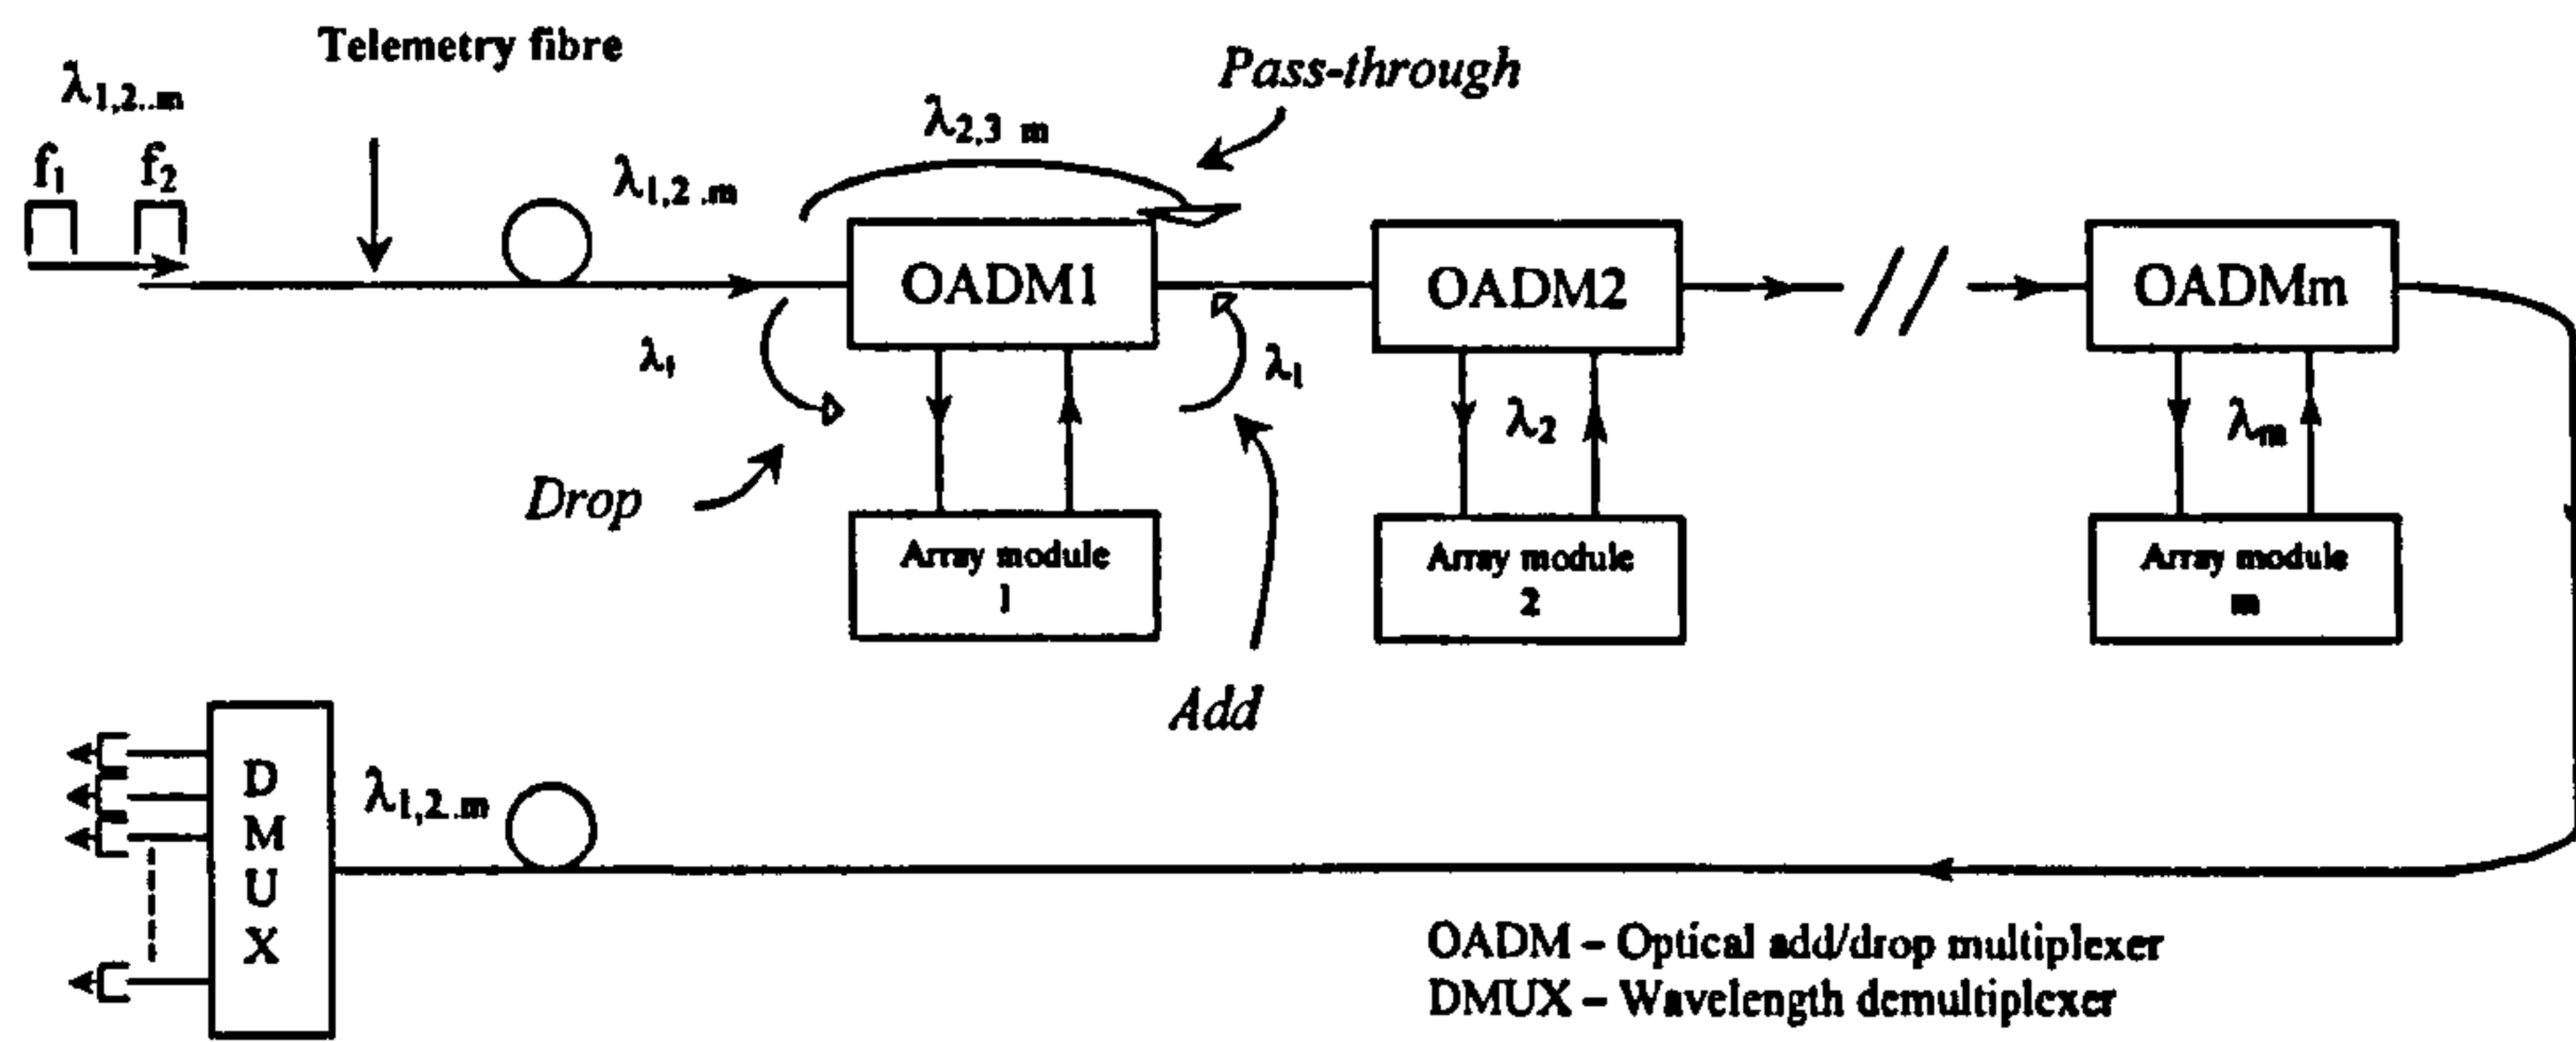 Telemetry fibre
λ1,2..m
f1 f2
λ1,2 .m
λ2,3 m
Pass-through
OADM1
OADM2
OADMm
λ1
λ1
λ2
λm
Drop
Add
Array module
1
Array module
2
Array module
m
DMUX
λ1,2..m
OADM – Optical add/drop multiplexer
DMUX – Wavelength demultiplexer